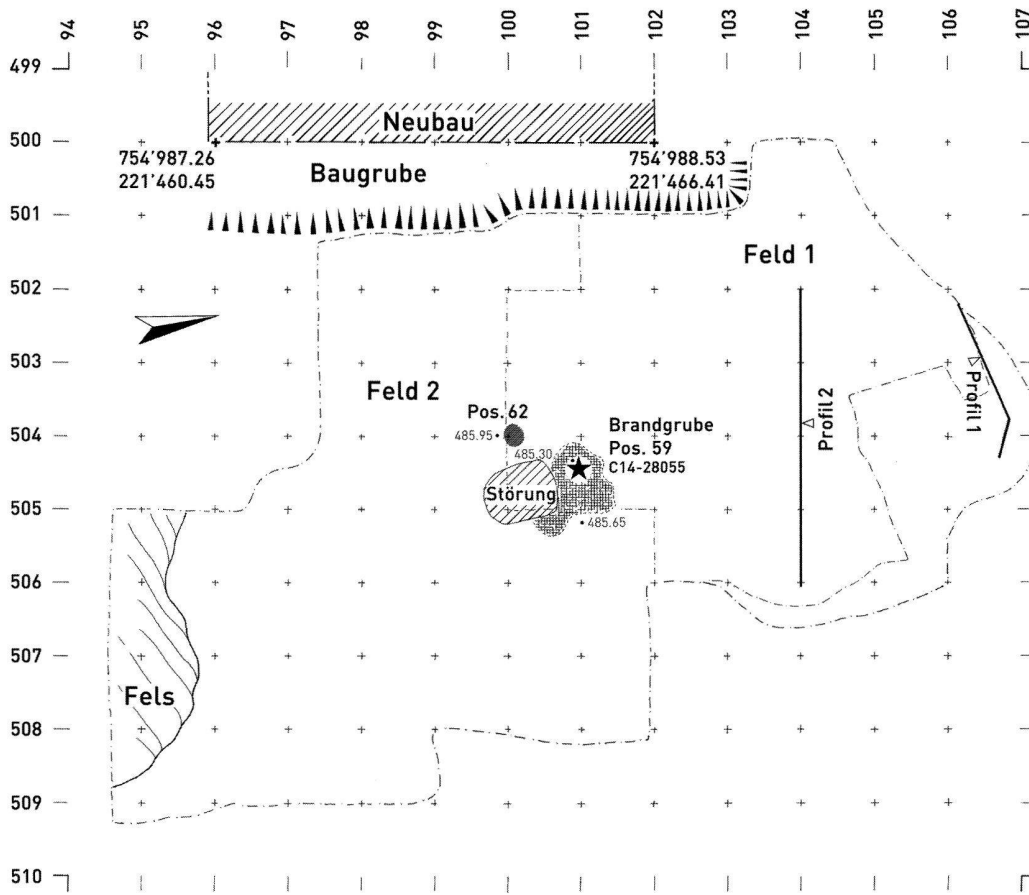 94 95 96 97 98 99 100 101 102 103 104 105 106 107
499
Neubau
500
754'987.26
221'460.45
754'988.53
221'466.41
Baugrube
501
Feld 1
502
503
Profil 1
Profil 2
Feld 2
Pos. 62
504
485.95
Brandgrube
Pos. 59
C14-28055
485.30
Störung
505
485.65
506
507
Fels
508
509
510